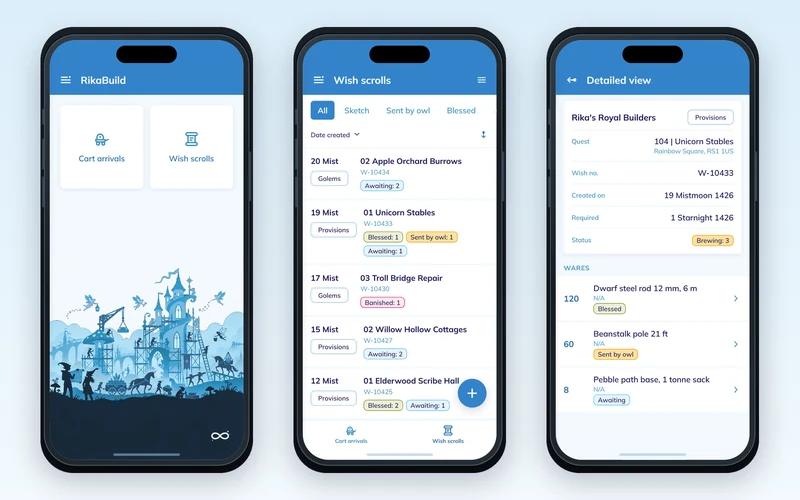 RikaBuild
Cart arrivals
Wish scrolls
Wish scrolls
All
Sketch
Sent by owl
Blessed
Date created
20 Mist
02 Apple Orchard Burrows
W-10434
Golems
Awaiting: 2
19 Mist
01 Unicorn Stables
W-10433
Provisions
Blessed: 1
Sent by owl: 1
Awaiting: 1
17 Mist
03 Troll Bridge Repair
W-10430
Golems
Banished: 1
15 Mist
02 Willow Hollow Cottages
W-10427
Provisions
Awaiting: 2
12 Mist
01 Elderwood Scribe Hall
W-10425
Provisions
Blessed: 2
Awaiting: 1
Cart arrivals
Wish scrolls
Detailed view
Rika's Royal Builders
Provisions
Quest
104 | Unicorn Stables
Rainbow Square, RS1 1US
Wish no.
W-10433
Created on
19 Mistmoon 1426
Required
1 Starnight 1426
Status
Brewing: 3
WARES
120
Dwarf steel rod 12 mm, 6 m
N/A
Blessed
60
Beanstalk pole 21 ft
N/A
Sent by owl
8
Pebble path base, 1 tonne sack
N/A
Awaiting